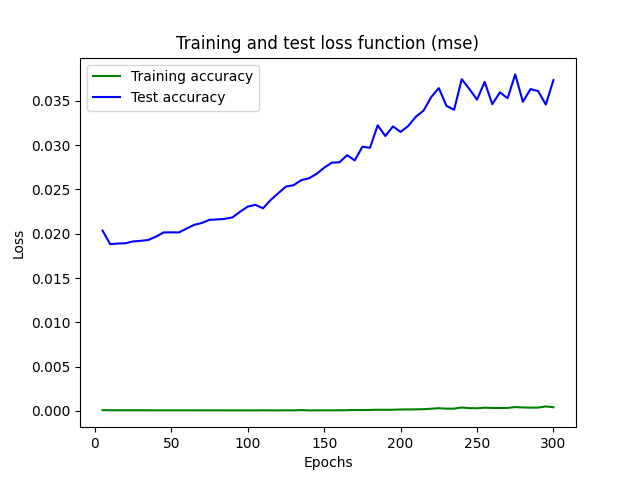 Training and test loss function (mse)
Training accuracy
Test accuracy
0.035
0.030
0.025
0.020
0.015
0.010
0.005
0.000
Loss
0 50 100 150 200 250 300
Epochs